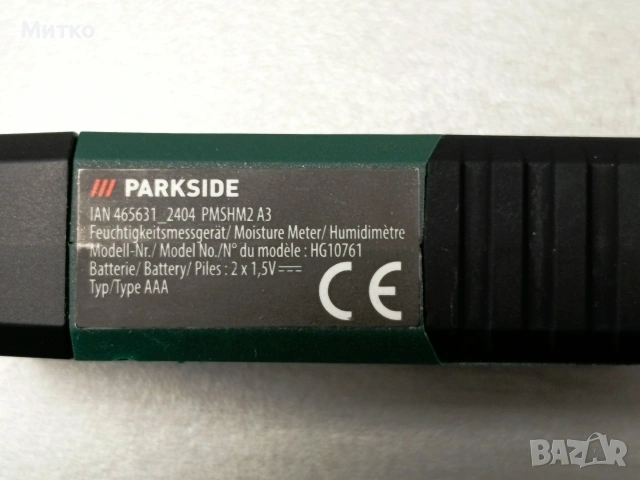 Митко
/// PARKSIDE
IAN 465631_2404 PMSHM2 A3
Feuchtigkeitsmessgerät/ Moisture Meter/ Humidimètre
Modell-Nr./ Model No./N° du modèle : HG10761
Batterie/ Battery/ Piles : 2 x 1,5V⎓
Typ/Type AAA
CE
BAZAR